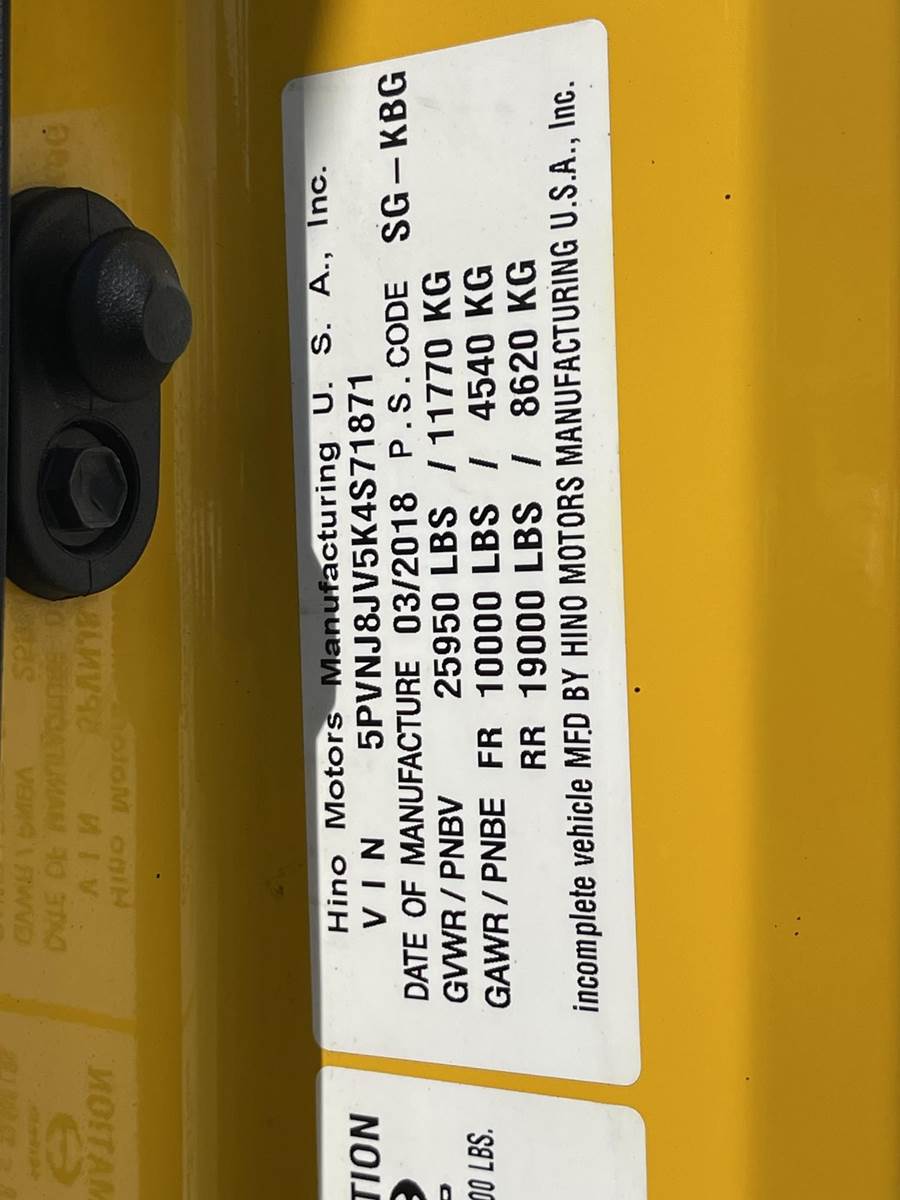 Hino Motors Manufacturing U. S. A., Inc.
V I N 5PVNJ8JV5K4S71871
DATE OF MANUFACTURE 03/2018 P.S.CODE SG-KBG
GVWR/PNBV 25950 LBS / 11770 KG
GAWR/PNBE FR 10000 LBS / 4540 KG
RR 19000 LBS / 8620 KG
incomplete vehicle MFD BY HINO MOTORS MANUFACTURING U.S.A., Inc.
TION
00 LBS.